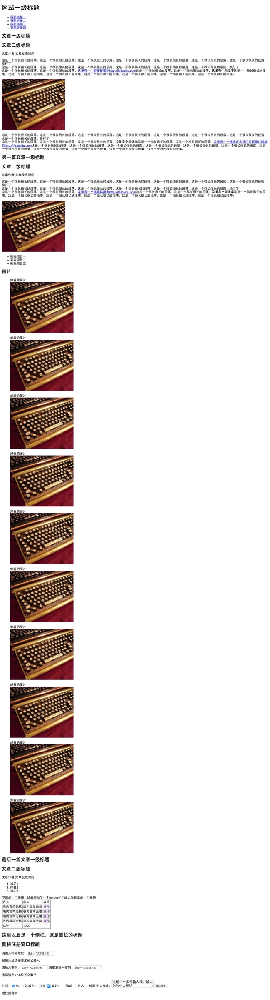 网站一级标题
导航链接一
导航链接二
导航链接三
导航链接四
文章一级标题
文章二级标题
文章作者 文章发表时间
这是一个很长很长的段落，这是一个很长很长的段落，这是一个很长很长的段落，这是一个很长很长的段落，这是一个很长很长的段落，这是一个很长很长的段落，这是一个很长很长的段落，
换行了
这是一个很长很长的段落，这是一个很长很长的段落，这是一个很长很长的段落，这是一个很长很长的段落，这是一个很长很长的段落，这是一个很长很长的段落，换行了
这是一个很长很长的段落，这是一个很长很长的段落，这里有一个链接链接到http://ife.baidu.com这是一个很长很长的段落，这是一个很长很长的段落，这里有个粗体字这是一个很长很长的段
落，这是一个很长很长的段落，这是一个很长很长的段落，这是一个很长很长的段落，这是一个很长很长的段落，这是一个很长很长的段落，这是一个很长很长的段落。
这是一个很长很长的段落，这是一个很长很长的段落，这是一个很长很长的段落，这是一个很长很长的段落，这是一个很长很长的段落，这是一个很长很长的段落，这是一个很长很长的段落，
这是一个很长很长的段落，换行了
这是一个很长很长的段落，这是一个很长很长的段落，这是一个很长很长的段落，这里有个粗体字这是一个很长很长的段落，这是一个很长很长的段落，这里有一个链接点击后打开新窗口链接
到http://ife.baidu.com这是一个很长很长的段落，这是一个很长很长的段落，这是一个很长很长的段落，这是一个很长很长的段落，这是一个很长很长的段落，这是一个很长很长的段落，这是
一个很长很长的段落，这是一个很长很长的段落，这是一个很长很长的段落，这是一个很长很长的段落，这是一个很长很长的段落。
另一篇文章一级标题
文章二级标题
文章作者 文章发表时间
这是一个很长很长的段落，这是一个很长很长的段落，这是一个很长很长的段落，这是一个很长很长的段落，这是一个很长很长的段落，这是一个很长很长的段落，这是一个很长很长的段落，
换行了
这是一个很长很长的段落，这是一个很长很长的段落，这是一个很长很长的段落，这是一个很长很长的段落，这是一个很长很长的段落，这是一个很长很长的段落，换行了
这是一个很长很长的段落，这是一个很长很长的段落，这里有一个链接链接到http://ife.baidu.com这是一个很长很长的段落，这是一个很长很长的段落，这里有个粗体字这是一个很长很长的段
落，这是一个很长很长的段落，这是一个很长很长的段落，这是一个很长很长的段落，这是一个很长很长的段落，这是一个很长很长的段落，这是一个很长很长的段落。
列表项目一
列表项目二
列表项目三
图片
好看的图片
好看的图片
好看的图片
好看的图片
好看的图片
好看的图片
好看的图片
好看的图片
好看的图片
好看的图片
最后一篇文章一级标题
文章二级标题
文章作者 文章发表时间
1. 排名1
2. 排名2
3. 排名3
下面是一个表格，给表格加了一个border="1"好让你看出是一个表格
表头 表头 表头
表内容单元格 表内容单元格 操作
表内容单元格 表内容单元格 操作
表内容单元格 表内容单元格 操作
表内容单元格 表内容单元格 操作
总计 1000
这里以后是一个侧栏，这是侧栏的标题
侧栏注册窗口标题
请输入邮箱地址： 这是一个文本输入框
邮箱地址请按要求格式输入
请输入密码： 这是一个文本输入框 请重复输入密码： 这是一个文本输入框
密码请为6-16位英文数字
性别： 男 女 城市： 北京 爱好： 运动 艺术 科学 个人描述： 这是一个多行输入框，输入
您的个人描述 确认提交
版权所有©